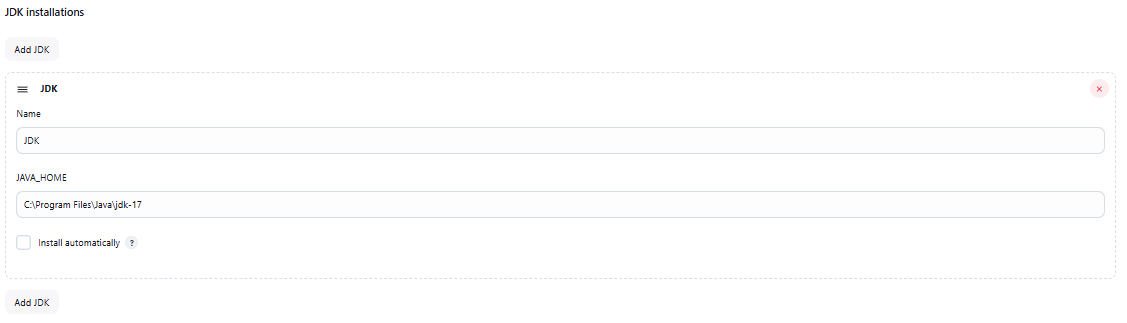 JDK installations
Add JDK
JDK
Name
JDK
JAVA_HOME
C:\Program Files\Java\jdk-17
Install automatically ?
Add JDK